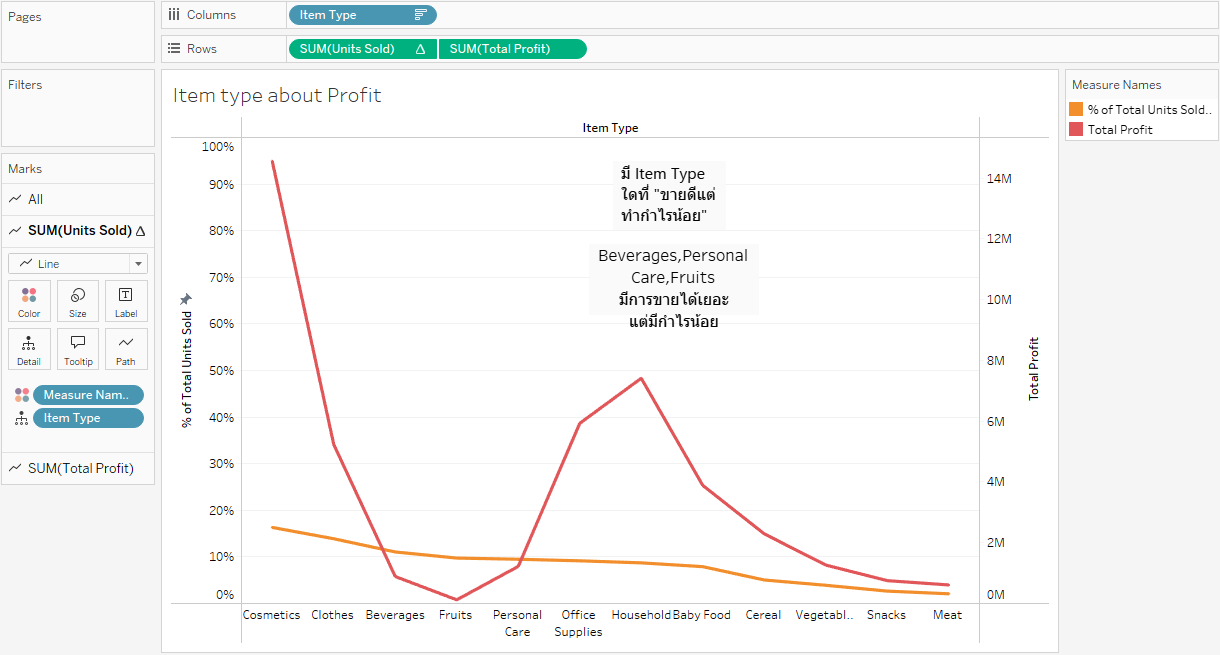 Pages
Columns
Item Type
Rows
SUM(Units Sold) Δ
SUM(Total Profit)
Filters
Marks
All
SUM(Units Sold) Δ
Line
Color
Size
Label
Detail
Tooltip
Path
Measure Nam..
Item Type
SUM(Total Profit)
Item type about Profit
Item Type
% of Total Units Sold
100%
90%
80%
70%
60%
50%
40%
30%
20%
10%
0%
มี Item Type
ใดที่ "ขายดีแต่
ทำกำไรน้อย"
Beverages,Personal
Care,Fruits
มีการขายได้เยอะ
แต่มีกำไรน้อย
14M
12M
10M
8M
6M
4M
2M
0M
Total Profit
Cosmetics
Clothes
Beverages
Fruits
Personal
Care
Office
Supplies
Household
Baby Food
Cereal
Vegetabl..
Snacks
Meat
Measure Names
% of Total Units Sold..
Total Profit